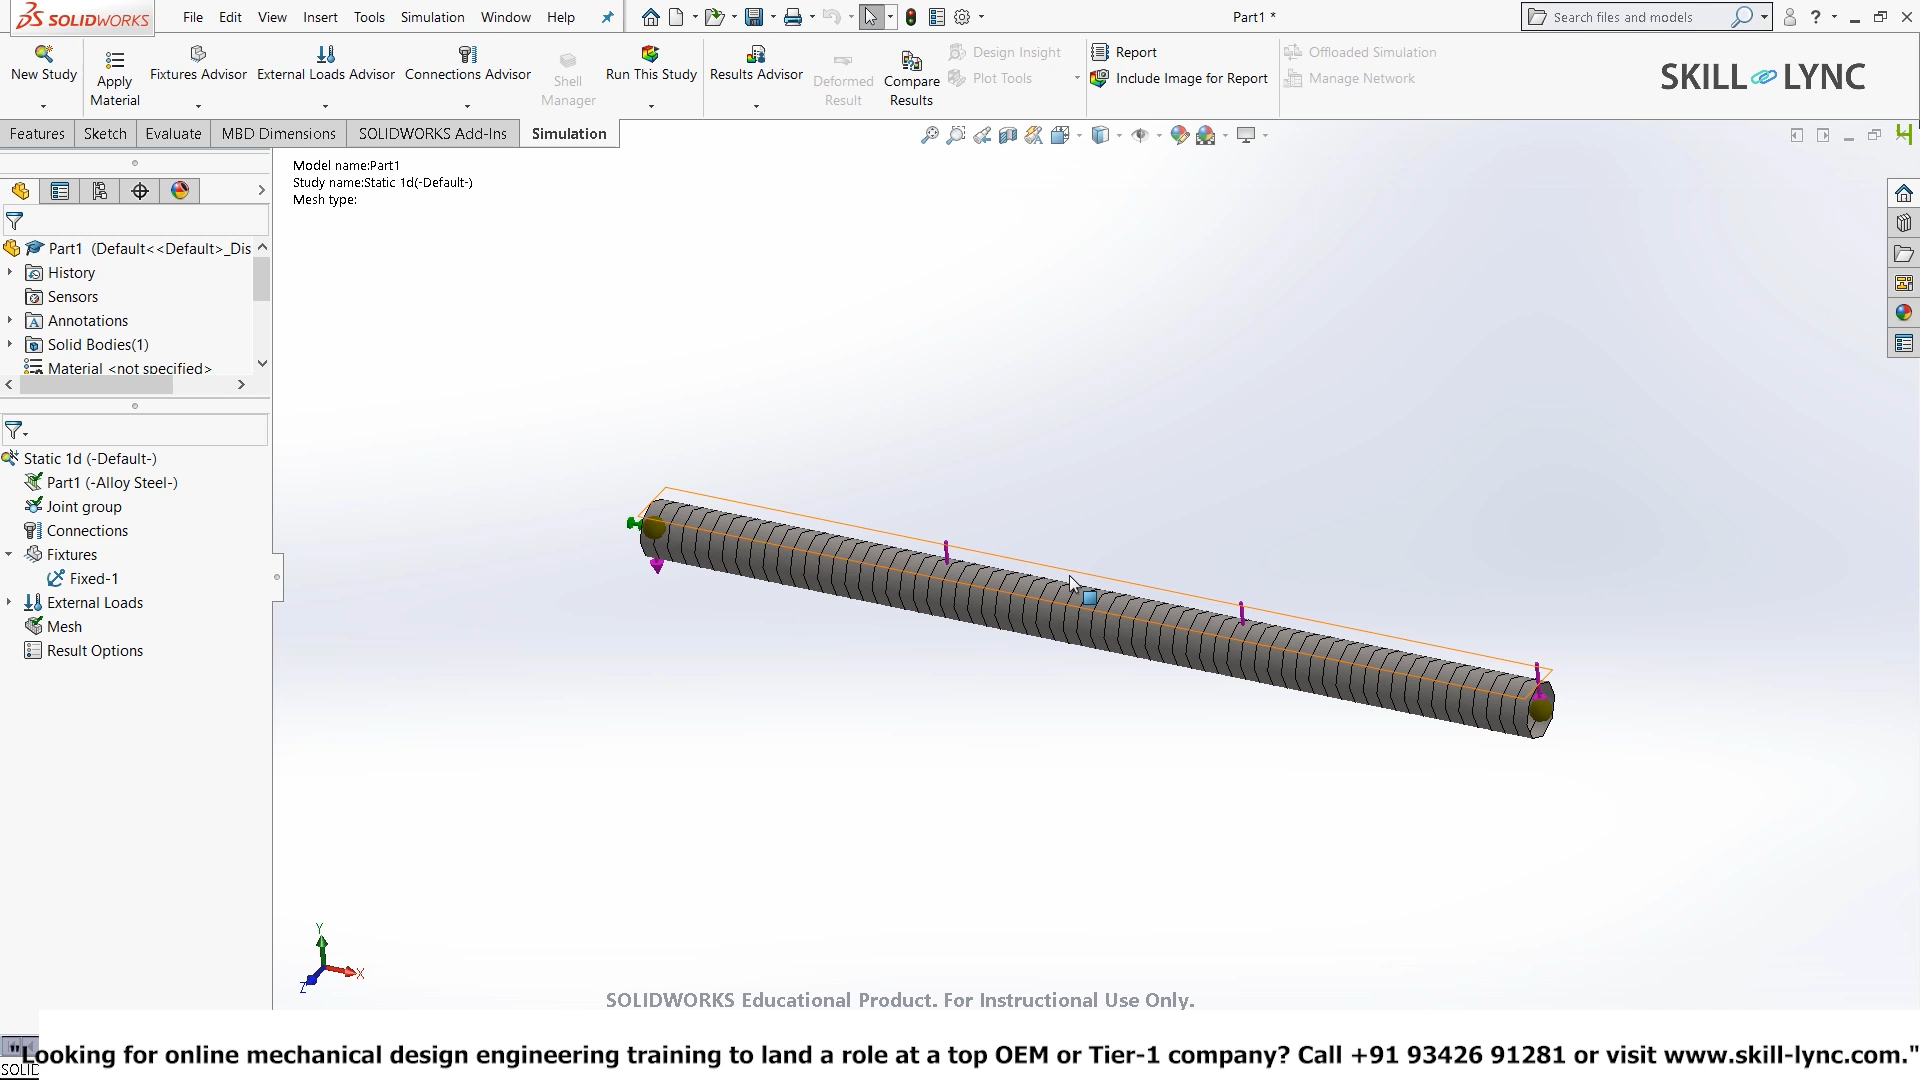 SOLIDWORKS
File Edit View Insert Tools Simulation Window Help
Part1 *
Search files and models
New Study
Apply Material
Fixtures Advisor
External Loads Advisor
Connections Advisor
Shell Manager
Run This Study
Results Advisor
Deformed Result
Compare Results
Design Insight
Plot Tools
Report
Include Image for Report
Offloaded Simulation
Manage Network
SKILL LYNC
Features Sketch Evaluate MBD Dimensions SOLIDWORKS Add-Ins Simulation
Model name:Part1
Study name:Static 1d(-Default-)
Mesh type:
Part1 (Default<<Default>_Dis
History
Sensors
Annotations
Solid Bodies(1)
Material <not specified>
Static 1d (-Default-)
Part1 (-Alloy Steel-)
Joint group
Connections
Fixtures
Fixed-1
External Loads
Mesh
Result Options
Y
X
Z
SOLIDWORKS Educational Product. For Instructional Use Only.
"Looking for online mechanical design engineering training to land a role at a top OEM or Tier-1 company? Call +91 93426 91281 or visit www.skill-lync.com."
SOLID